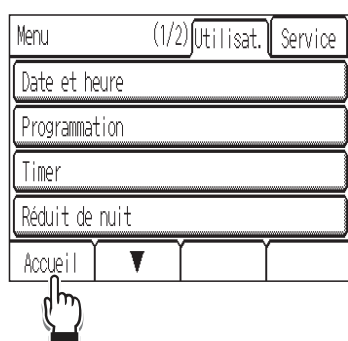 Menu (1/2) Utilisat. Service
Date et heure
Programmation
Timer
Réduit de nuit
Accueil ▼